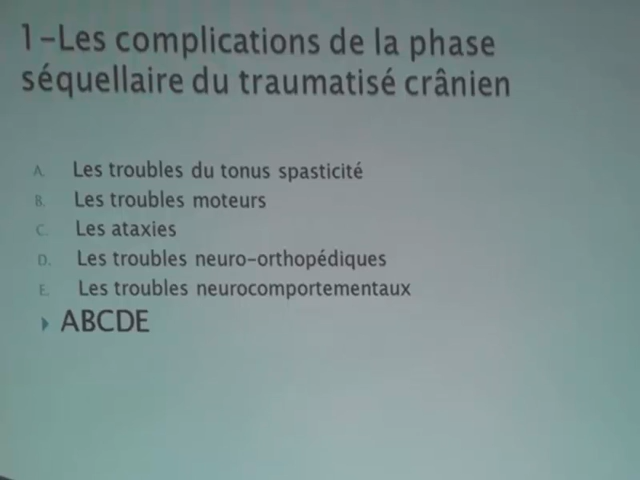 1-Les complications de la phase
séquellaire du traumatisé crânien
A. Les troubles du tonus spasticité
B. Les troubles moteurs
C. Les ataxies
D. Les troubles neuro-orthopédiques
E. Les troubles neurocomportementaux
ABCDE